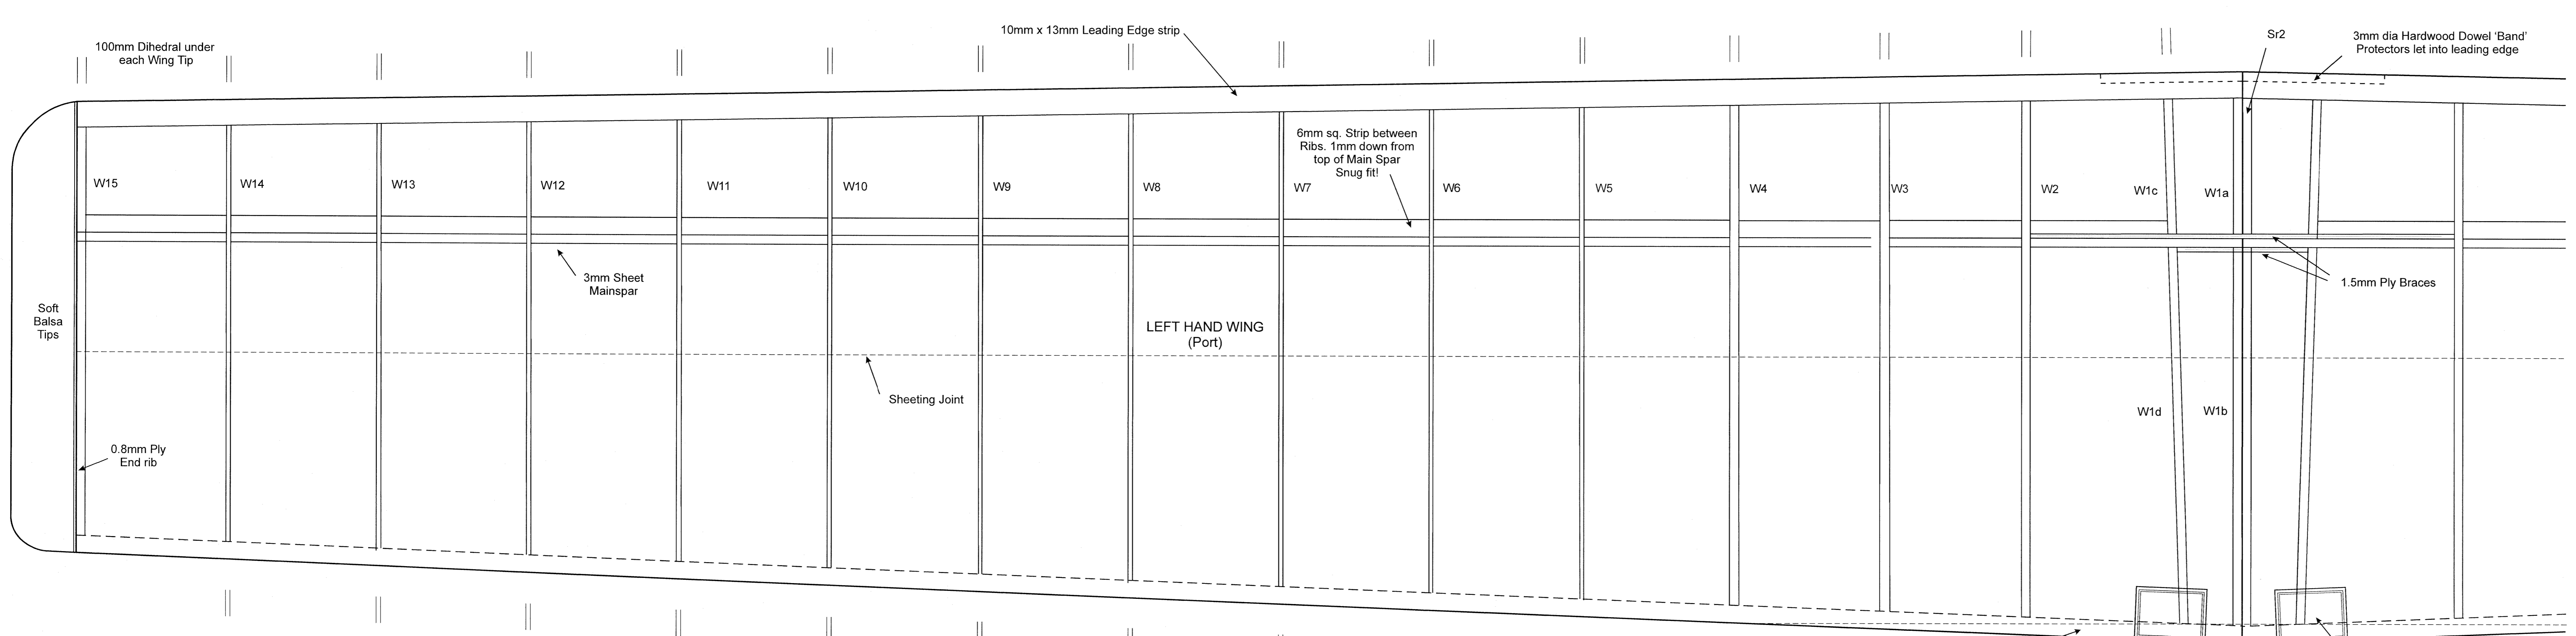 10mm x 13mm Leading Edge strip
Sr2
3mm dia Hardwood Dowel ‘Band’
Protectors let into leading edge
100mm Dihedral under
each Wing Tip
6mm sq. Strip between
Ribs. 1mm down from
top of Main Spar
Snug fit!
W15
W14
W13
W12
W11
W10
W9
W8
W7
W6
W5
W4
W3
W2
W1c
W1a
3mm Sheet
Mainspar
1.5mm Ply Braces
Soft
Balsa
Tips
LEFT HAND WING
(Port)
Sheeting Joint
W1d
W1b
0.8mm Ply
End rib